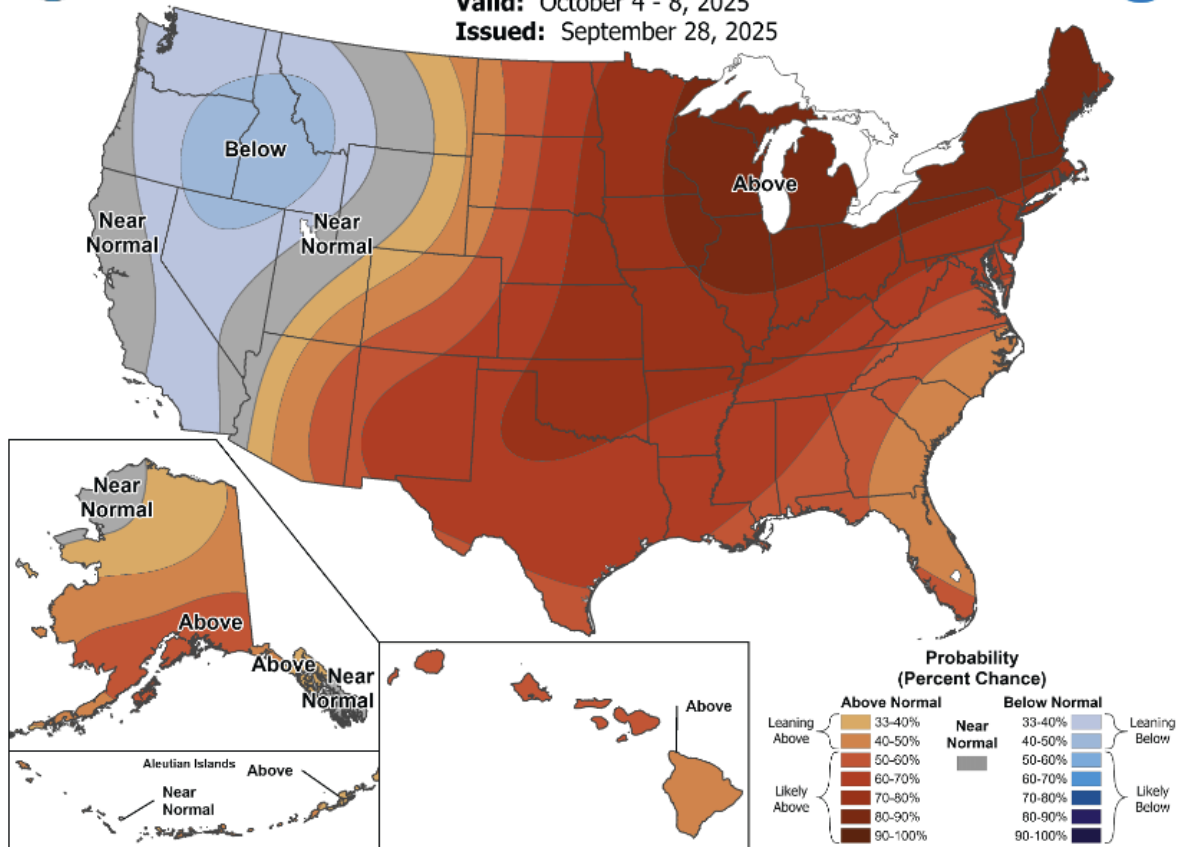 Valid: October 4 - 8, 2025
Issued: September 28, 2025
Below
Above
Near
Normal
Near
Normal
Near
Normal
Above
Above
Near
Normal
Aleutian Islands
Above
Near
Normal
Above
Probability
(Percent Chance)
Above Normal
Below Normal
Leaning
Above
33-40%
40-50%
Likely
Above
50-60%
60-70%
70-80%
80-90%
90-100%
Near
Normal
33-40%
40-50%
Leaning
Below
50-60%
60-70%
70-80%
80-90%
90-100%
Likely
Below